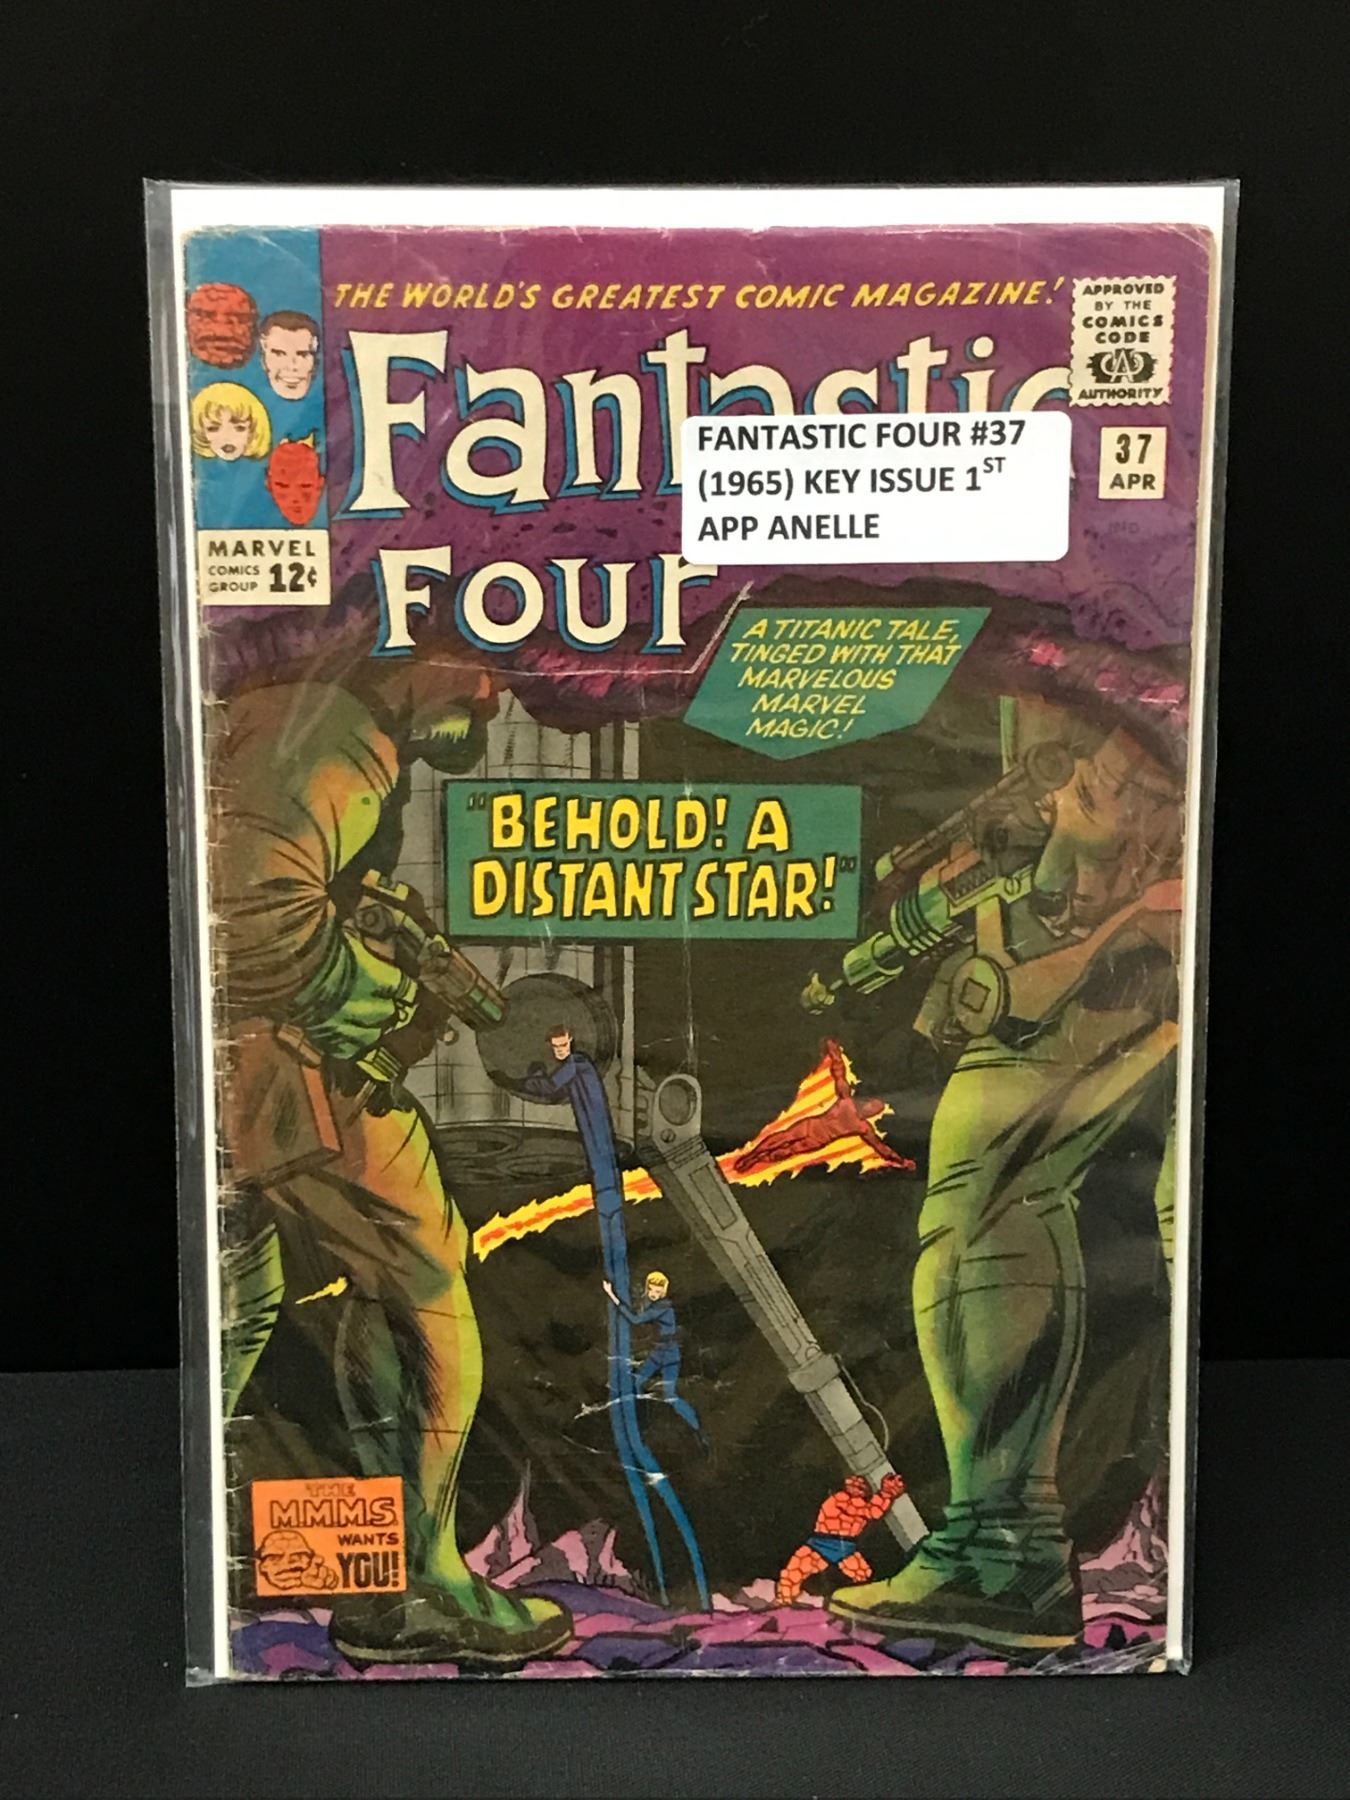 THE WORLD'S GREATEST COMIC MAGAZINE!
APPROVED
BY THE
COMICS
CODE
CA
AUTHORITY
Fantastic
FANTASTIC FOUR #37
(1965) KEY ISSUE 1ST
APP ANELLE
37
APR
IND.
MARVEL
COMICS
GROUP 12¢
FOUR
A TITANIC TALE,
TINGED WITH THAT
MARVELOUS
MARVEL
MAGIC!
"BEHOLD! A
DISTANT STAR!"
THE
M.M.M.S.
WANTS
YOU!